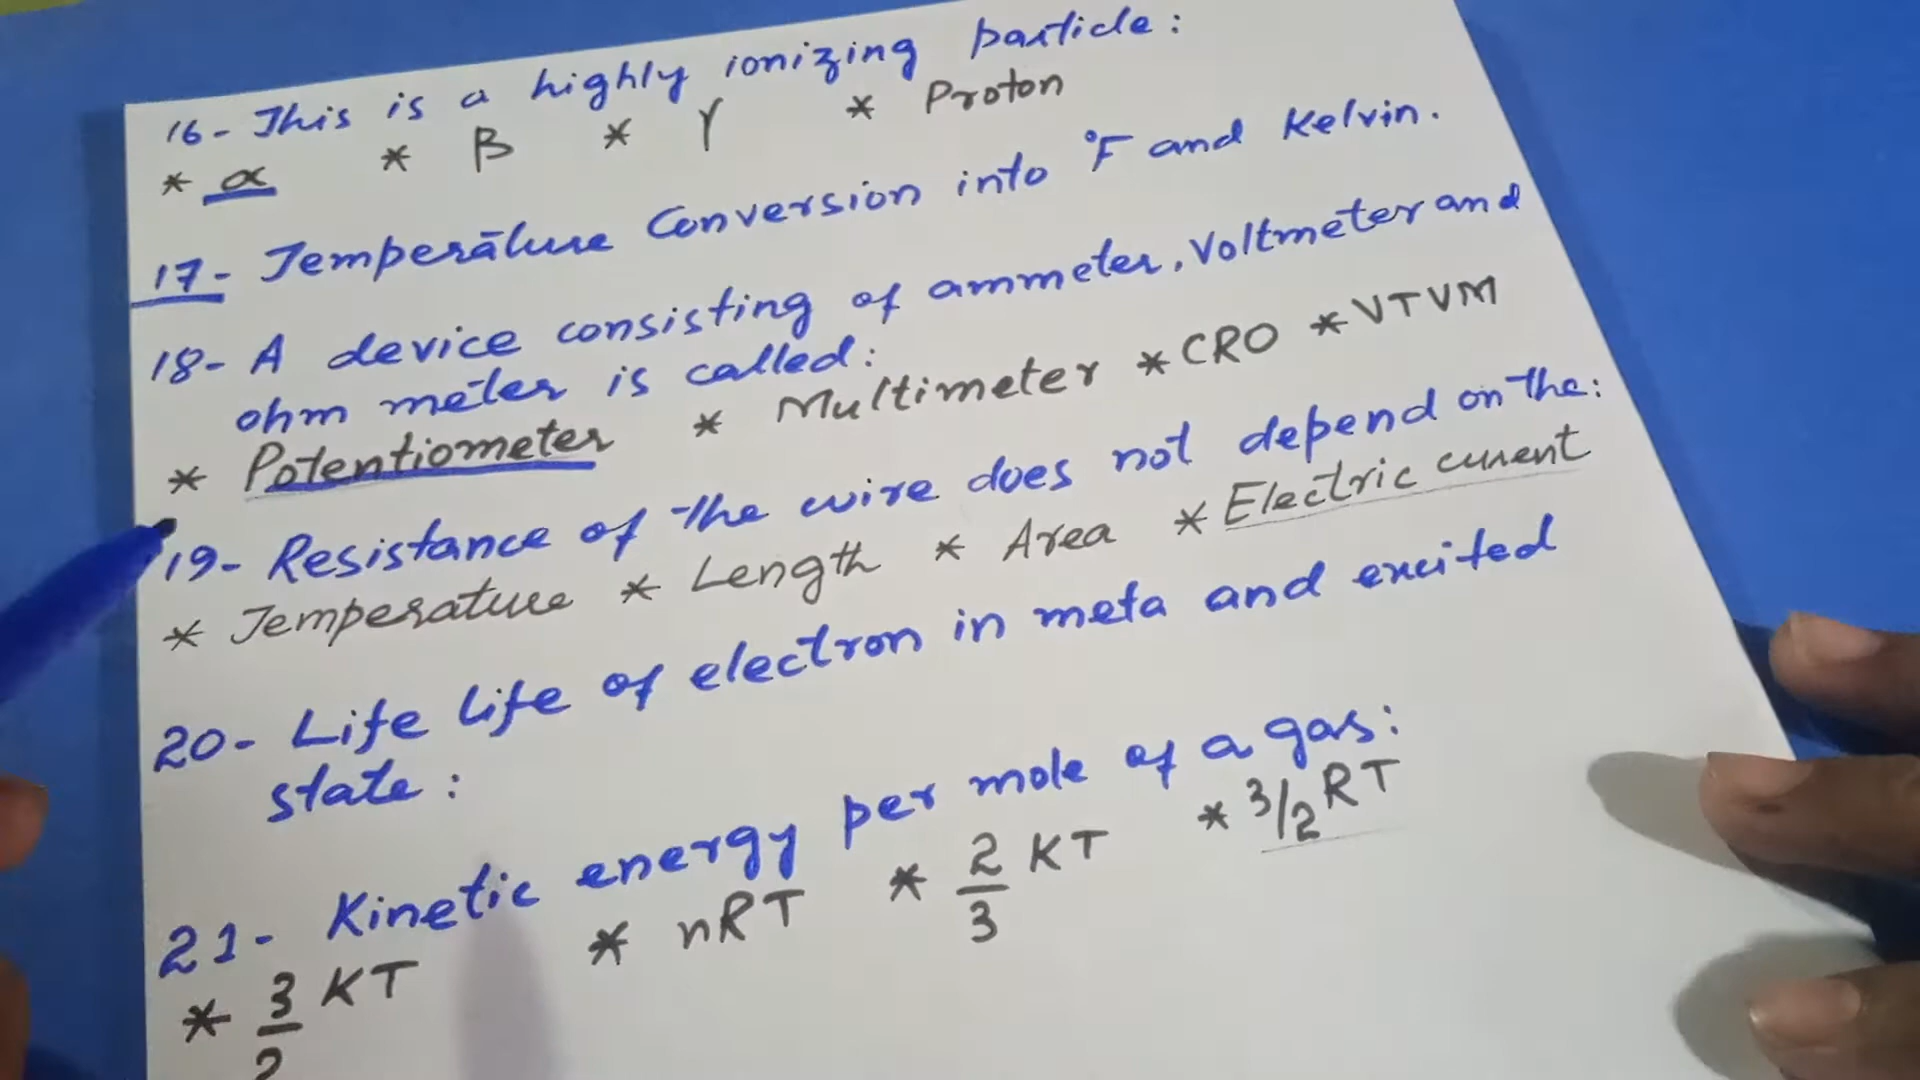 16- This is a highly ionizing particle:
* α * β * γ * Proton
17- Temperature Conversion into °F and Kelvin.
18- A device consisting of ammeter, Voltmeter and
ohm meter is called:
* Potentiometer * Multimeter * CRO * VTVM
19- Resistance of the wire does not depend on the:
* Temperature * Length * Area * Electric current
20- Life life of electron in meta and excited
state:
21- Kinetic energy per mole of a gas:
* 3/2 KT * nRT * 2/3 KT * 3/2 RT